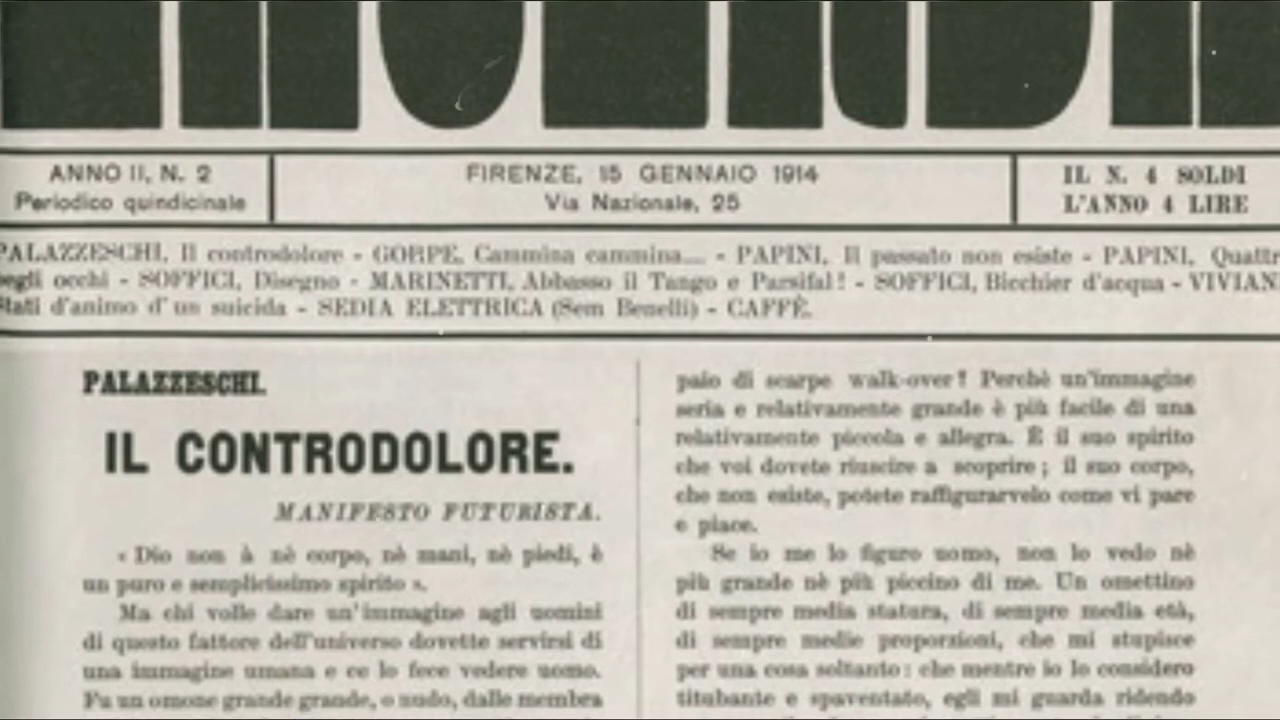 ANNO II, N. 2
Periodico quindicinale
FIRENZE, 15 GENNAIO 1914
Via Nazionale, 25
IL N. 4 SOLDI
L'ANNO 4 LIRE
PALAZZESCHI, Il controdolore - GORPE, Cammina cammina.... - PAPINI, Il passato non esiste - PAPINI, Quattr
egli occhi - SOFFICI, Disegno - MARINETTI, Abbasso il Tango e Parsifal! - SOFFICI, Bicchier d'acqua - VIVIAN
Stati d'animo d' un suicida - SEDIA ELETTRICA (Sem Benelli) - CAFFÈ.
PALAZZESCHI.
IL CONTRODOLORE.
MANIFESTO FUTURISTA.
« Dio non à nè corpo, nè mani, nè piedi, è
un puro e semplicissimo spirito ».
Ma chi volle dare un'immagine agli uomini
di questo fattore dell'universo dovette servirsi di
una immagine umana e ce lo fece vedere uomo.
Fu un omone grande grande, o nudo, dalle membra
paio di scarpe walk-over? Perchè un'immagine
seria e relativamente grande è più facile di una
relativamente piccola e allegra. È il suo spirito
che voi dovete riuscire a scoprire; il suo corpo,
che non esiste, potete raffigurarvelo come vi pare
e piace.
Se io me lo figuro uomo, non lo vedo nè
più grande nè più piccino di me. Un omettino
di sempre media statura, di sempre media età,
di sempre medie proporzioni, che mi stupisce
per una cosa soltanto: che mentre io lo considero
titubante e spaventato, egli mi guarda ridendo